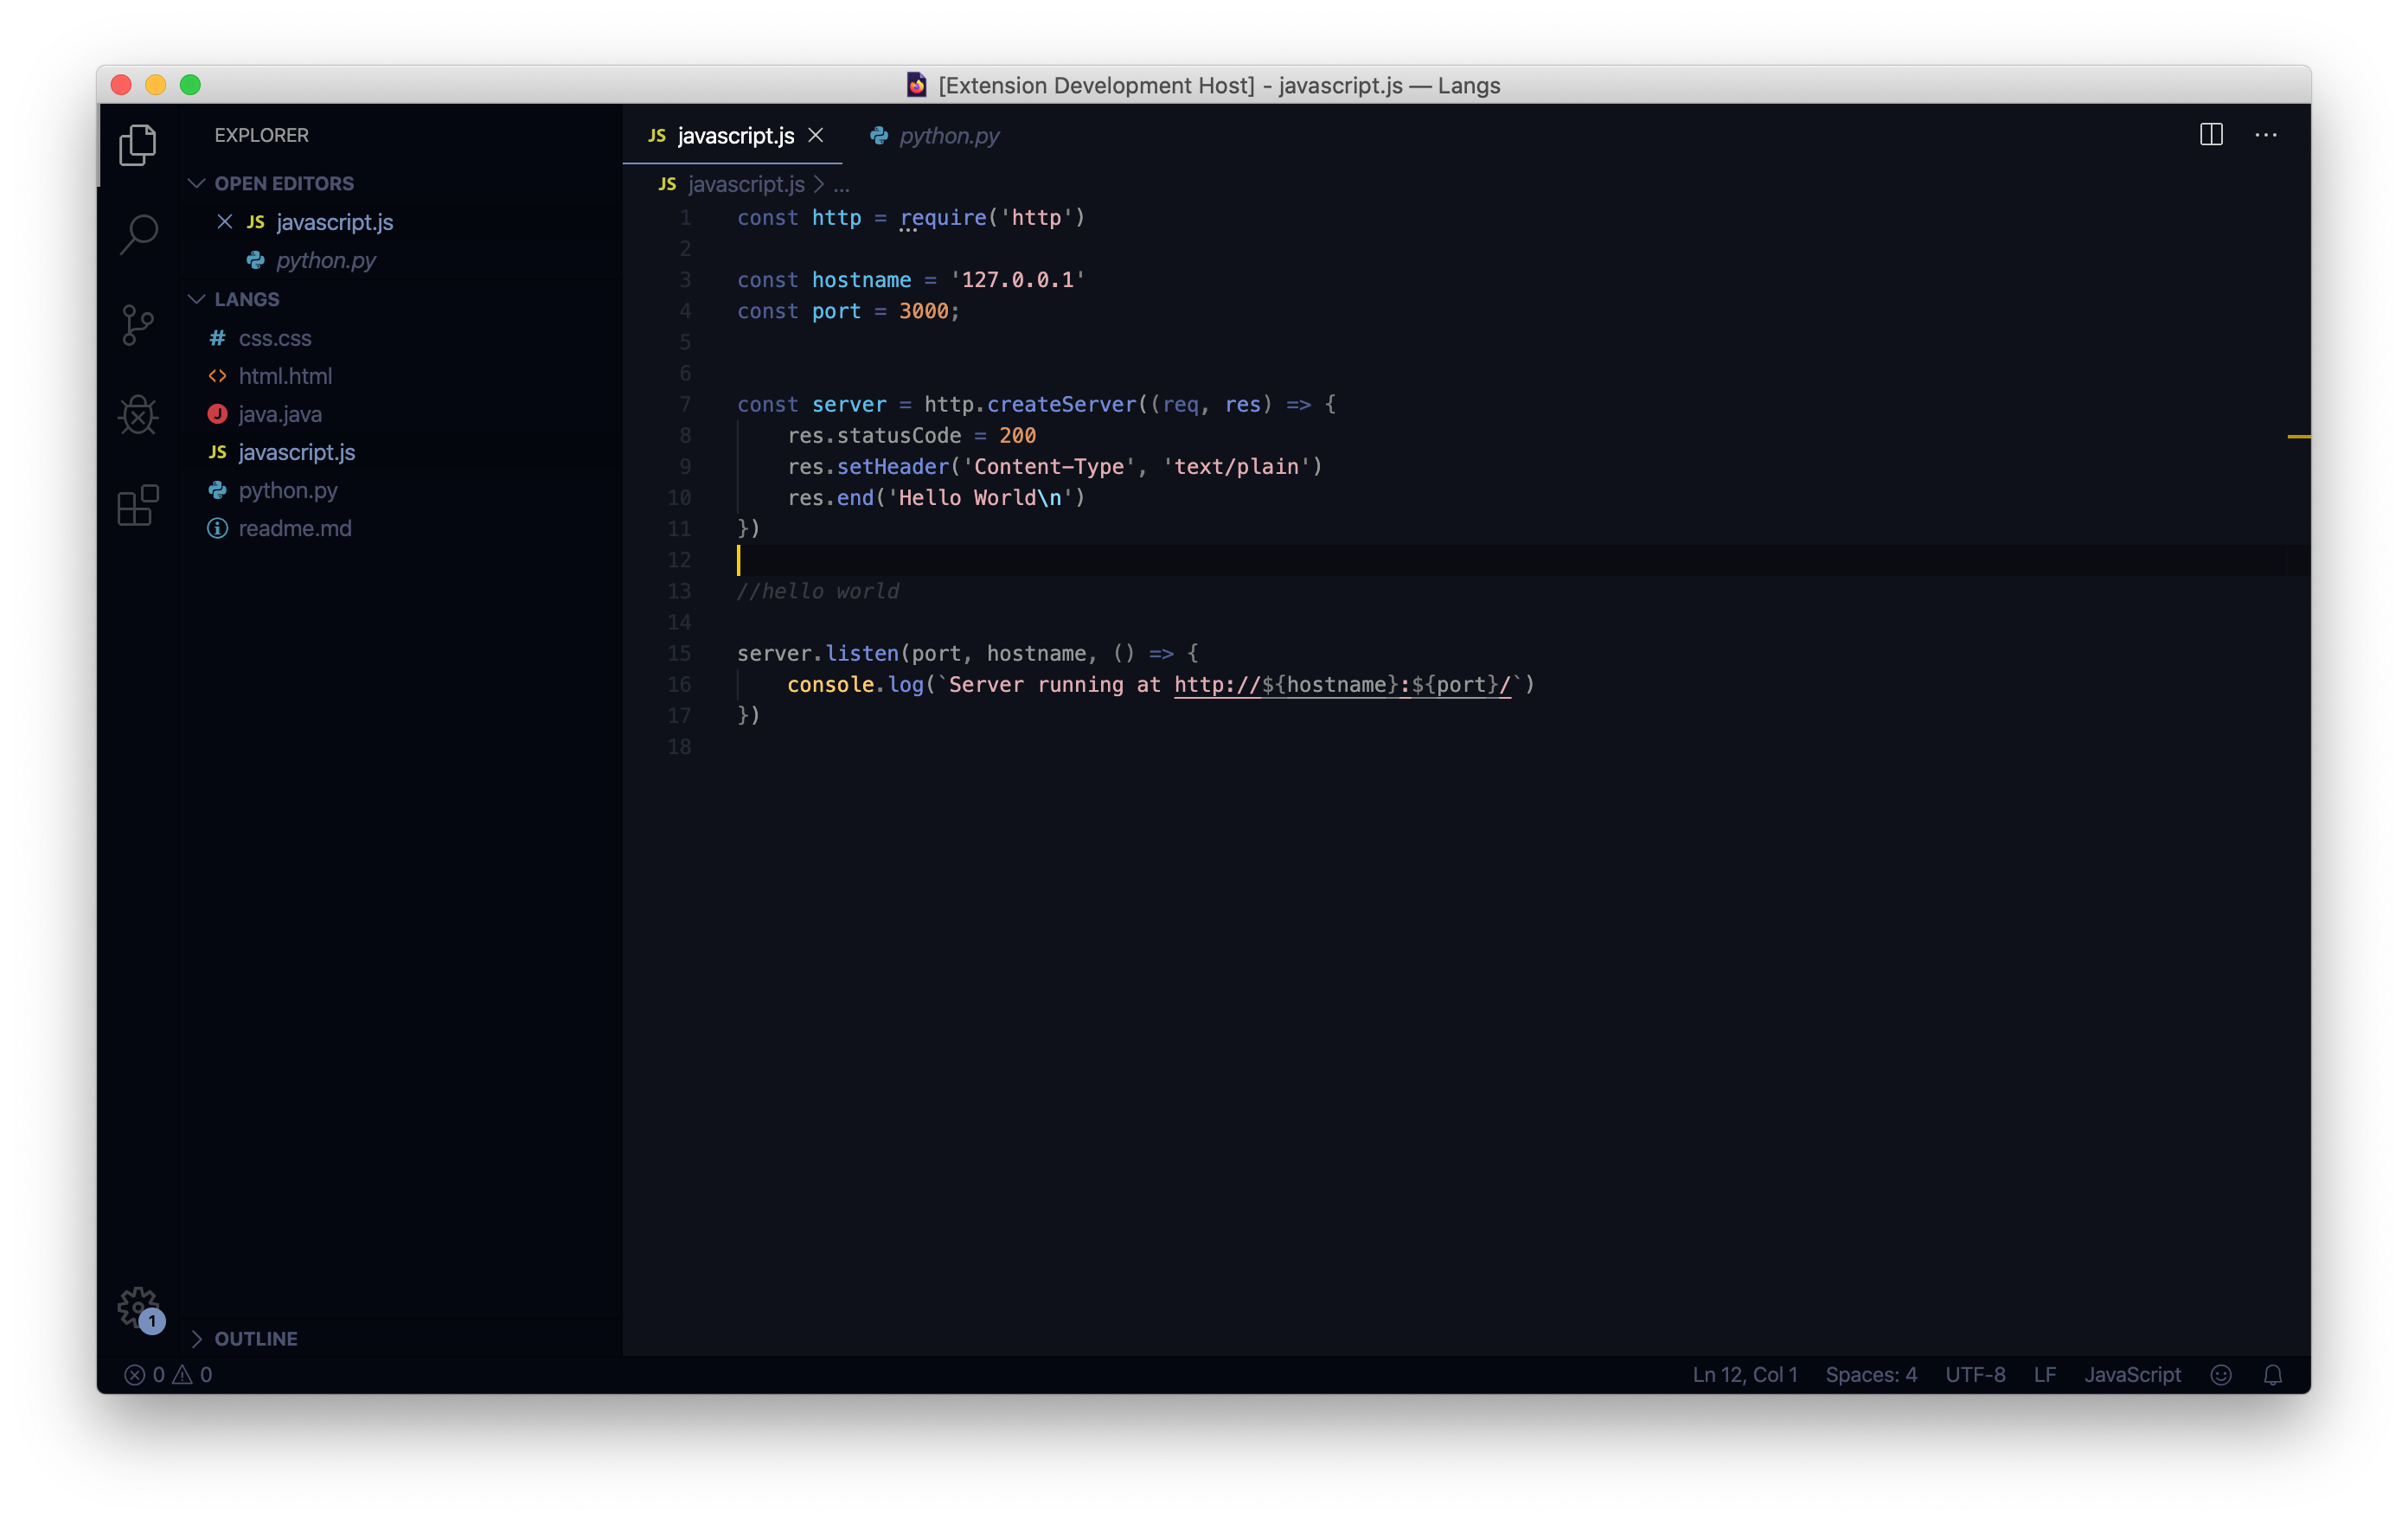 [Extension Development Host] - javascript.js — Langs
EXPLORER
OPEN EDITORS
JS javascript.js
python.py
LANGS
# css.css
<> html.html
J java.java
JS javascript.js
python.py
readme.md
OUTLINE
1
JS javascript.js
python.py
JS javascript.js > ...
1 const http = require('http')
2
3 const hostname = '127.0.0.1'
4 const port = 3000;
5
6
7 const server = http.createServer((req, res) => {
8 res.statusCode = 200
9 res.setHeader('Content-Type', 'text/plain')
10 res.end('Hello World\n')
11 })
12
13 //hello world
14
15 server.listen(port, hostname, () => {
16 console.log(`Server running at http://${hostname}:${port}/`)
17 })
18
0 0
Ln 12, Col 1 Spaces: 4 UTF-8 LF JavaScript